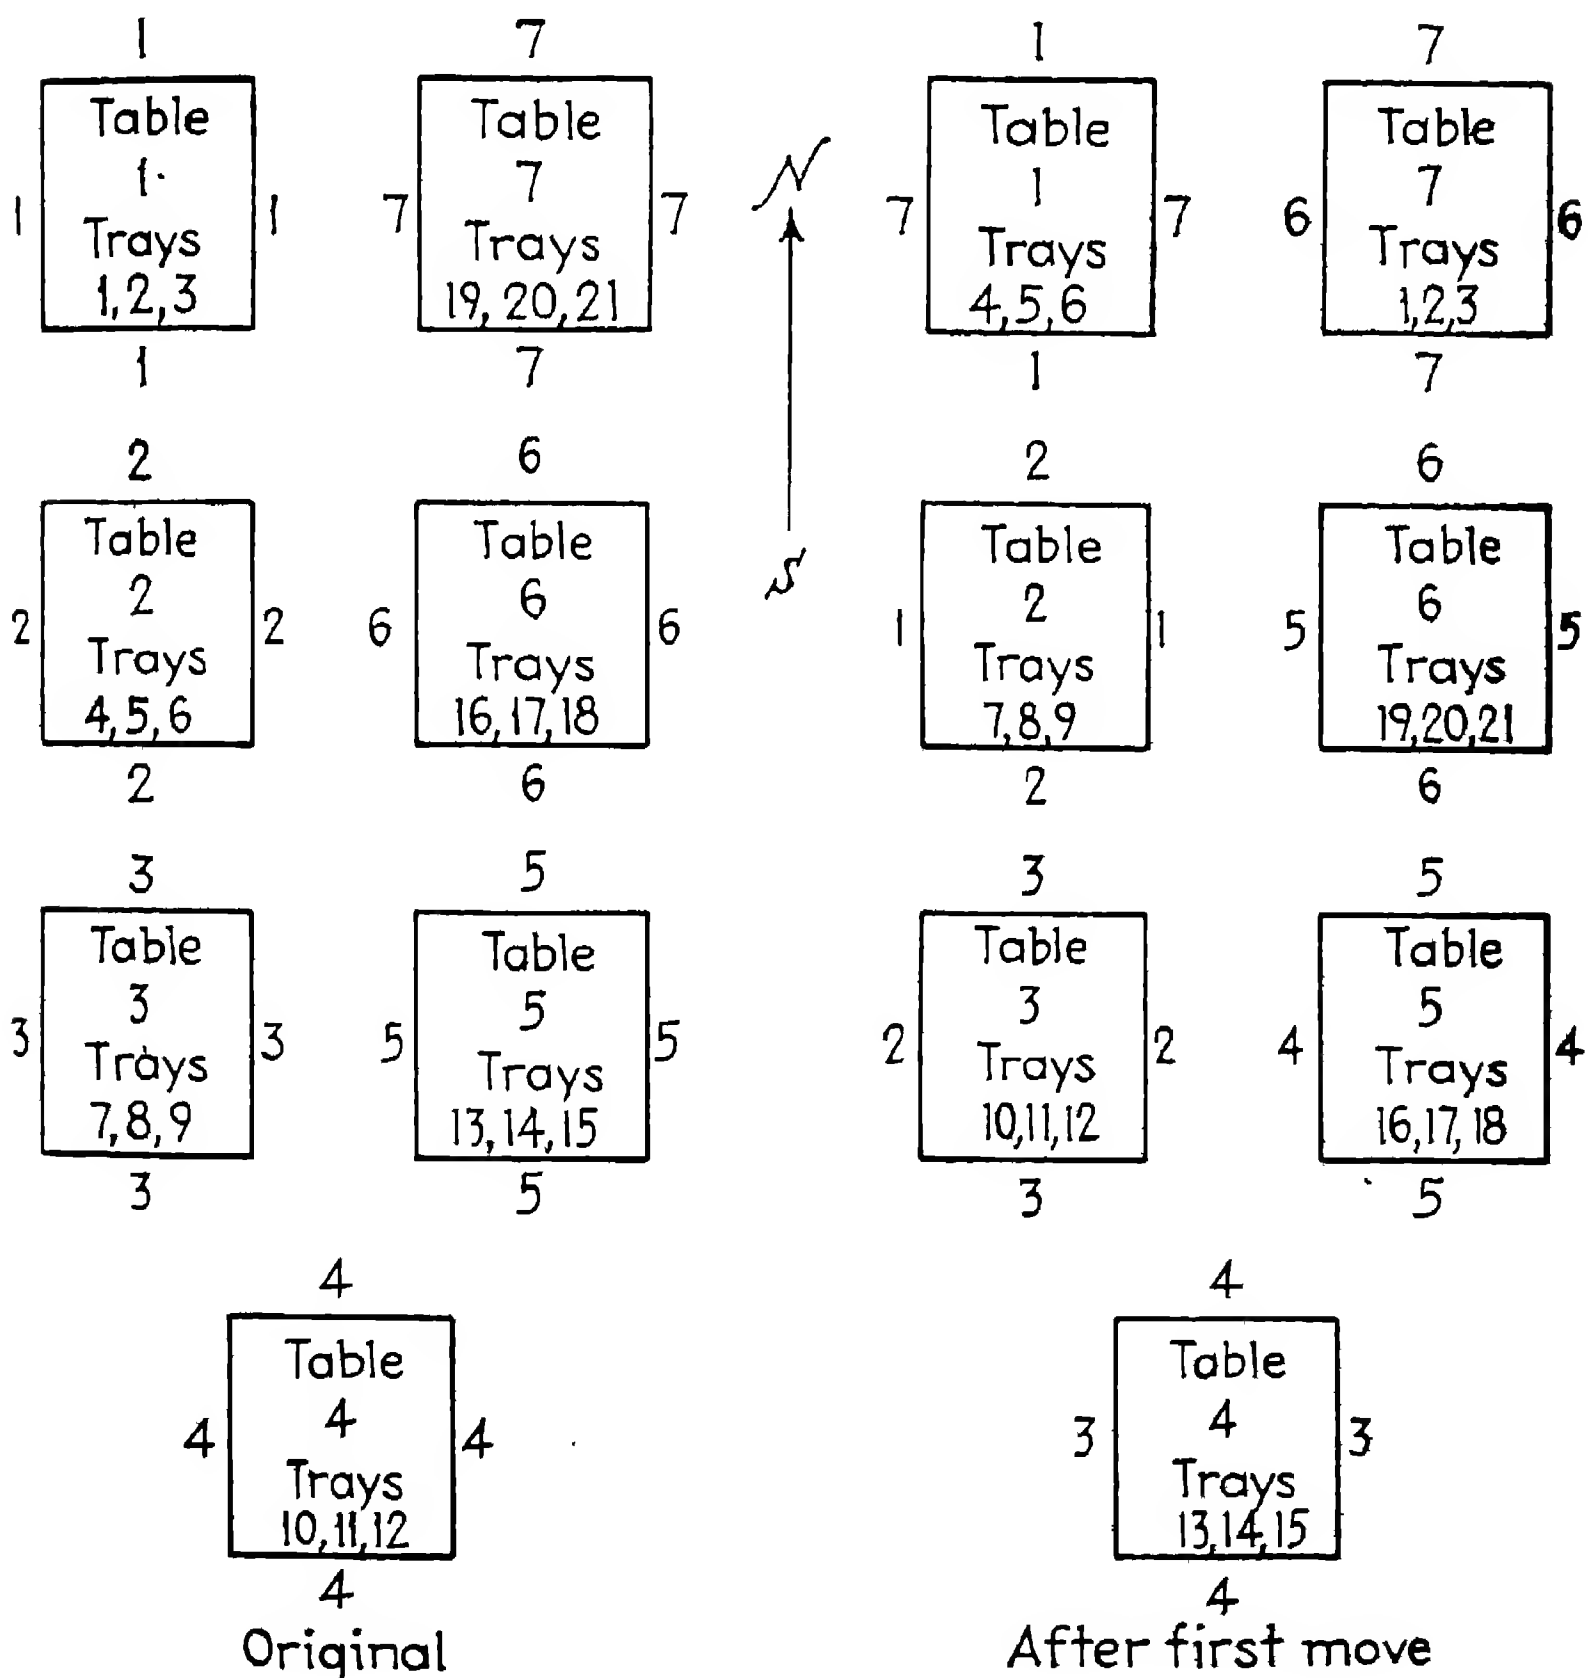 1
Table
1
Trays
1,2,3
1
1
1
7
Table
7
Trays
19, 20, 21
7
7
7
2
Table
2
Trays
4,5,6
2
2
2
6
Table
6
Trays
16,17,18
6
6
6
3
Table
3
Trays
7,8,9
3
3
3
5
Table
5
Trays
13,14,15
5
5
5
4
Table
4
Trays
10,11,12
4
4
4
Original
N
S
1
Table
1
Trays
4,5,6
7
7
1
7
Table
7
Trays
1,2,3
6
6
7
2
Table
2
Trays
7,8,9
1
1
2
6
Table
6
Trays
19,20,21
5
5
6
3
Table
3
Trays
10,11,12
2
2
3
5
Table
5
Trays
16,17,18
4
4
5
4
Table
4
Trays
13,14,15
3
3
4
After first move